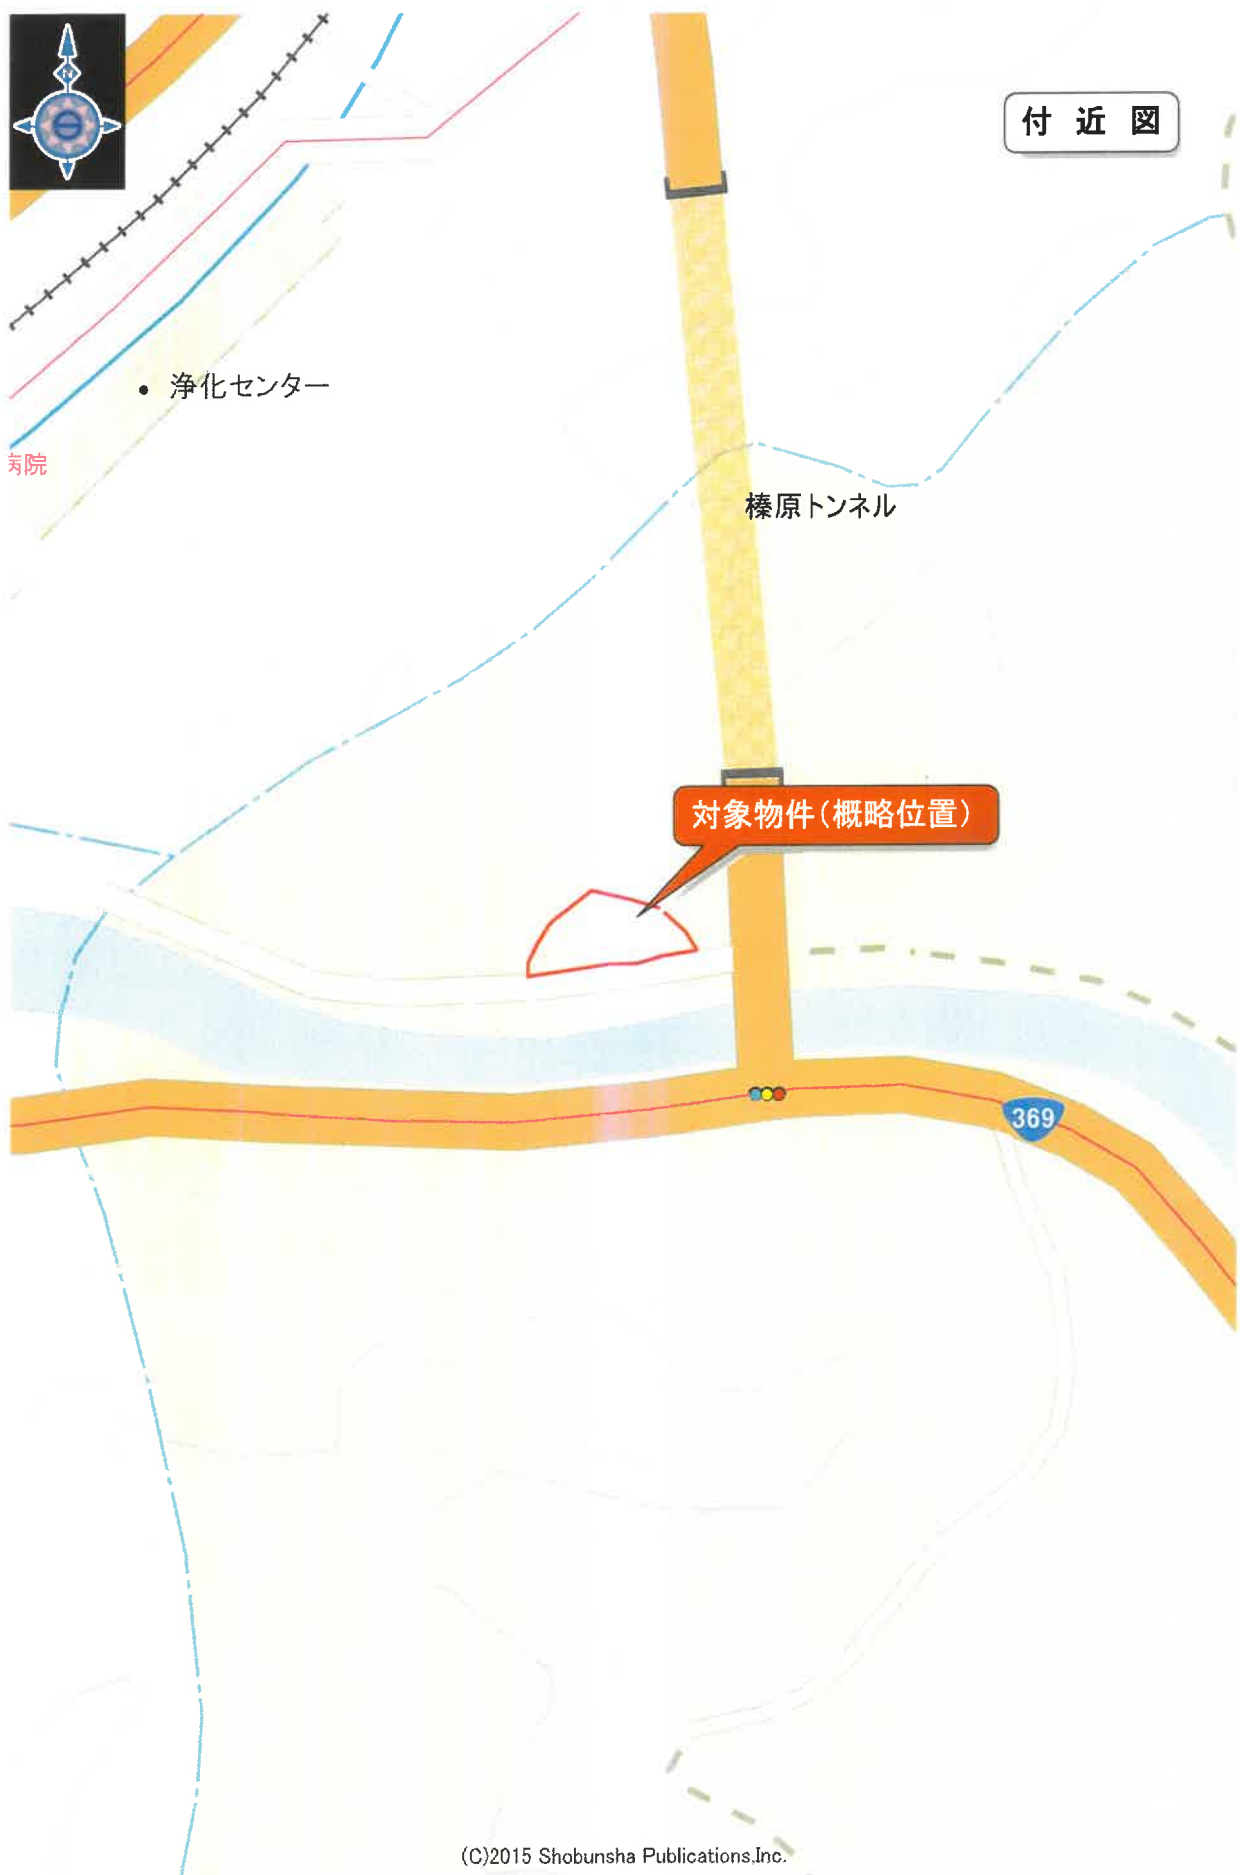 N
付近図
浄化センター
病院
榛原トンネル
対象物件(概略位置)
369
(C)2015 Shobunsha Publications,Inc.